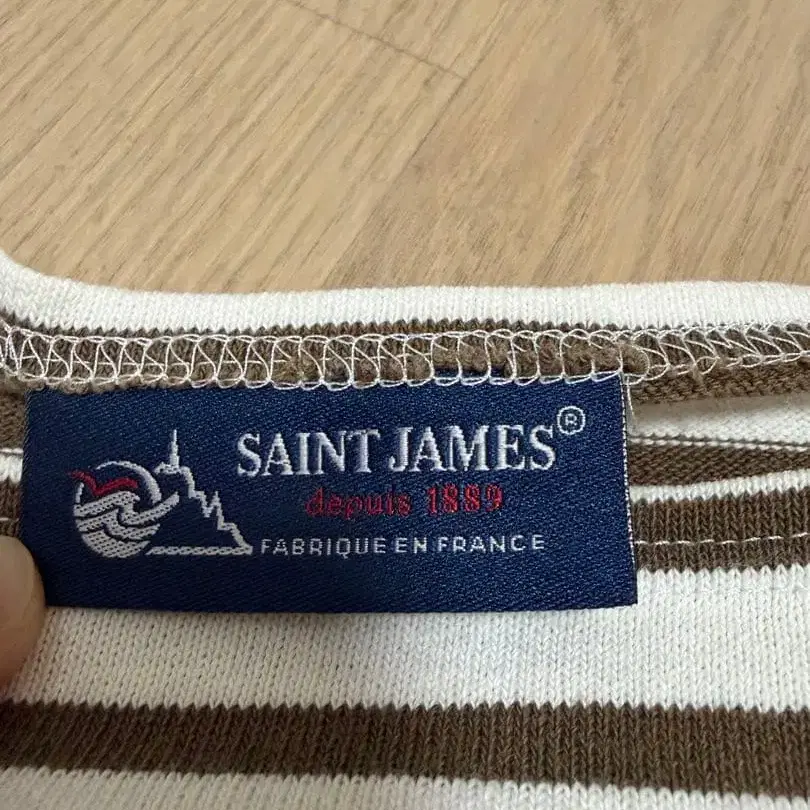 SAINT JAMES®
depuis 1889
FABRIQUE EN FRANCE